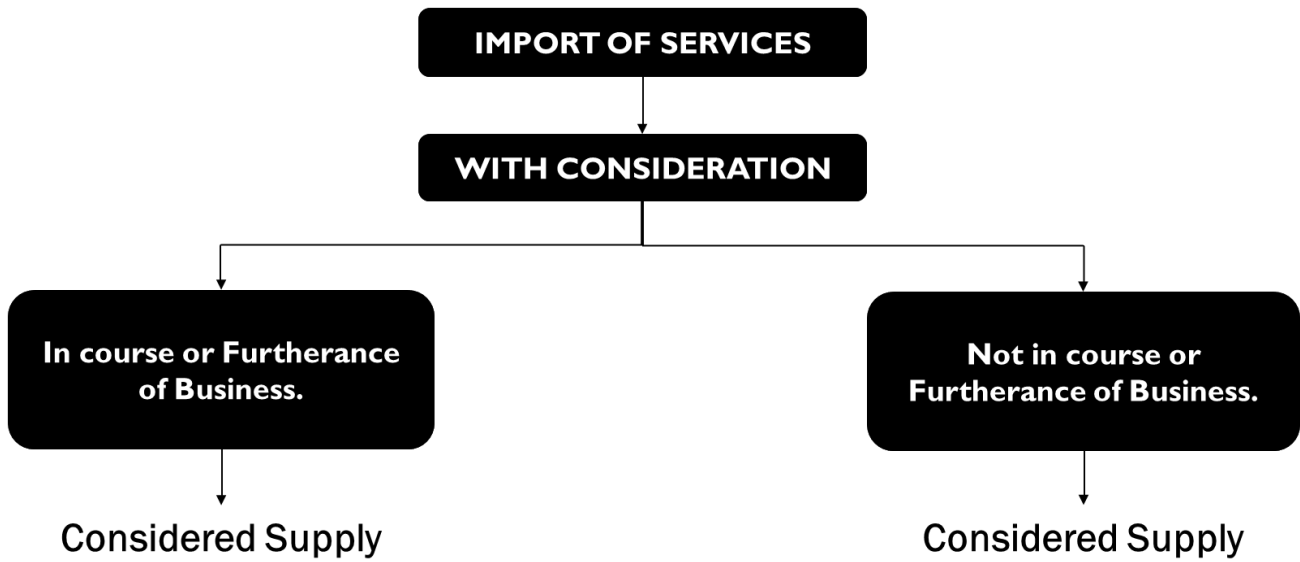 IMPORT OF SERVICES
WITH CONSIDERATION
In course or Furtherance
of Business.
Not in course or
Furtherance of Business.
Considered Supply
Considered Supply